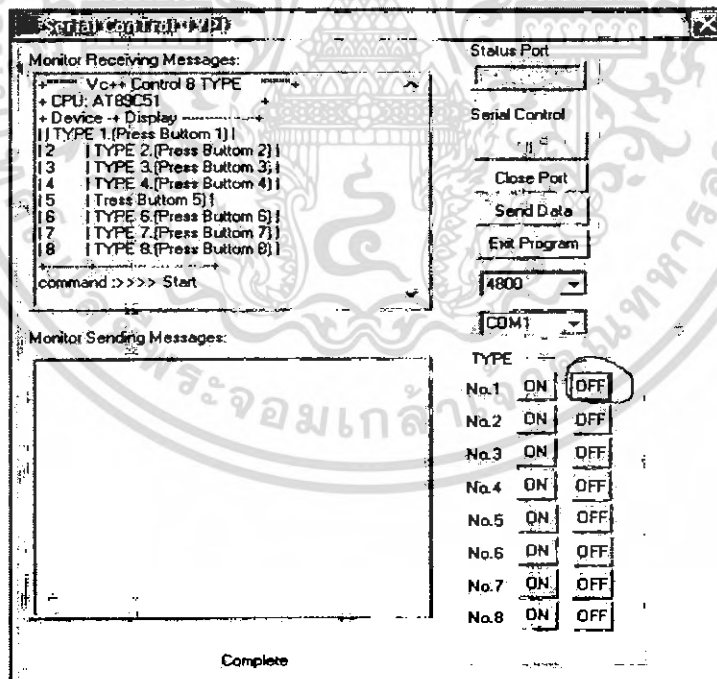 Serial Control
Monitor Receiving Messages:
+===== Vc++ Control 8 TYPE =====+
+ CPU: AT89C51 +
+ Device -+ Display ------------+
|| TYPE 1.(Press Buttom 1) |
|2 | TYPE 2.(Press Buttom 2) |
|3 | TYPE 3.(Press Buttom 3) |
|4 | TYPE 4.(Press Buttom 4) |
|5 | Tress Buttom 5) |
|6 | TYPE 6.(Press Buttom 6) |
|7 | TYPE 7.(Press Buttom 7) |
|8 | TYPE 8.(Press Buttom 8) |
command :>>>> Start
Monitor Sending Messages:
Complete
Status Port
Serial Control
Close Port
Send Data
Exit Program
4800
COM1
TYPE
No.1 ON OFF
No.2 ON OFF
No.3 ON OFF
No.4 ON OFF
No.5 ON OFF
No.6 ON OFF
No.7 ON OFF
No.8 ON OFF